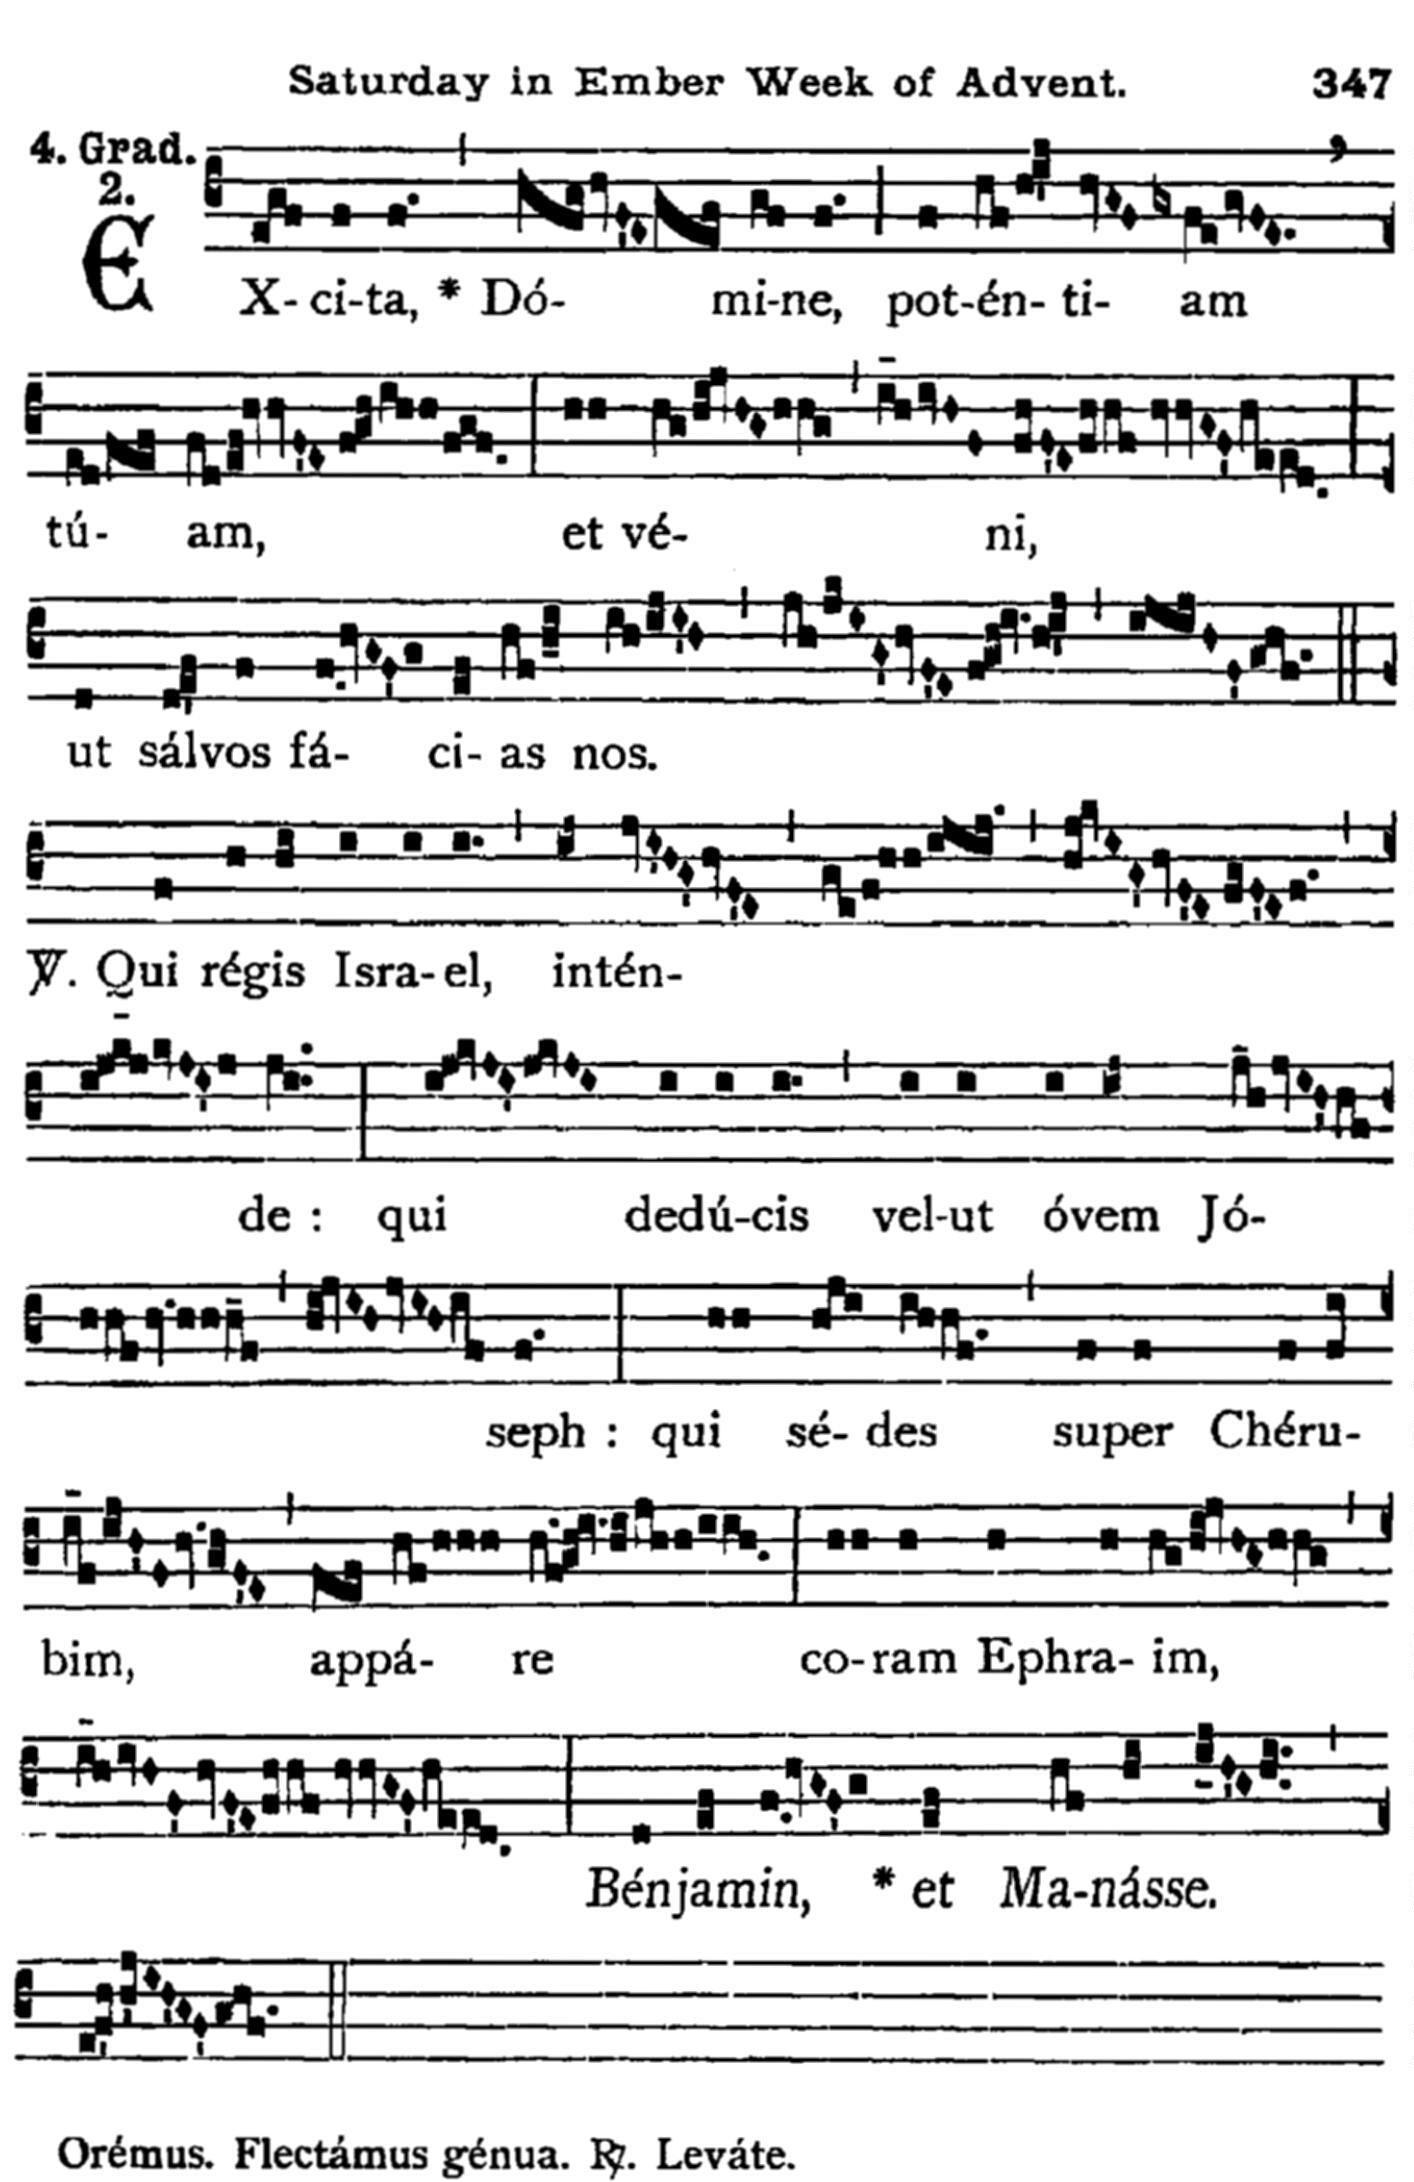 Saturday in Ember Week of Advent. 347
4. Grad.
2.
EX- ci-ta, * Dó- mi-ne, pot-én- ti- am
tú- am, et vé- ni,
ut sálvos fá- ci- as nos.
℣. Qui régis Isra- el, intén-
de : qui dedú-cis vel-ut óvem Jó-
seph : qui sé- des super Chéru-
bim, appá- re co-ram Ephra- im,
Bénjamin, * et Ma-násse.
Orémus. Flectámus génua. ℟. Leváte.